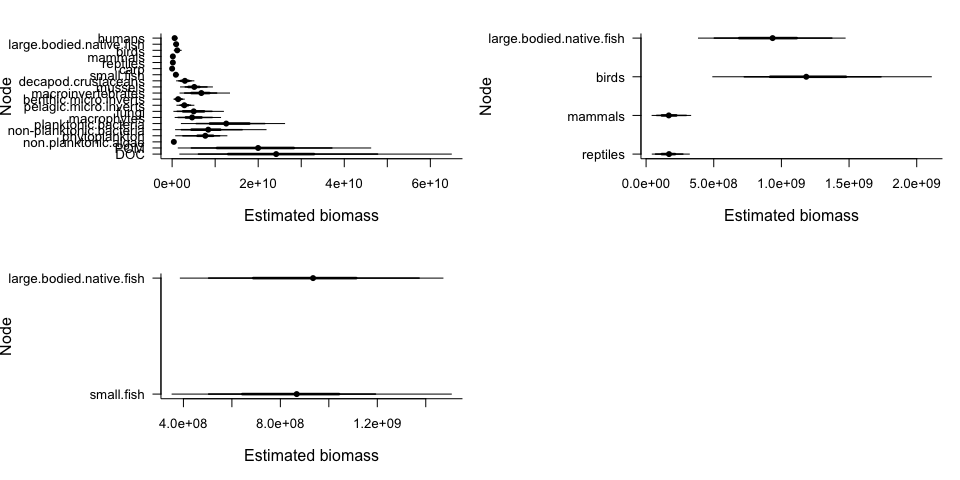 humans
large.bodied.native.fish
birds
mammals
reptiles
carp
small.fish
decapod.crustaceans
mussels
macroinvertebrates
benthic.micro.inverts
pelagic.micro.inverts
fungi
macrophytes
planktonic.bacteria
non-planktonic.bacteria
phytoplankton
non.planktonic.algae
POM
DOC
Node
0e+00 2e+10 4e+10 6e+10
Estimated biomass
large.bodied.native.fish
birds
mammals
reptiles
Node
0.0e+00 5.0e+08 1.0e+09 1.5e+09 2.0e+09
Estimated biomass
large.bodied.native.fish
small.fish
Node
4.0e+08 8.0e+08 1.2e+09
Estimated biomass